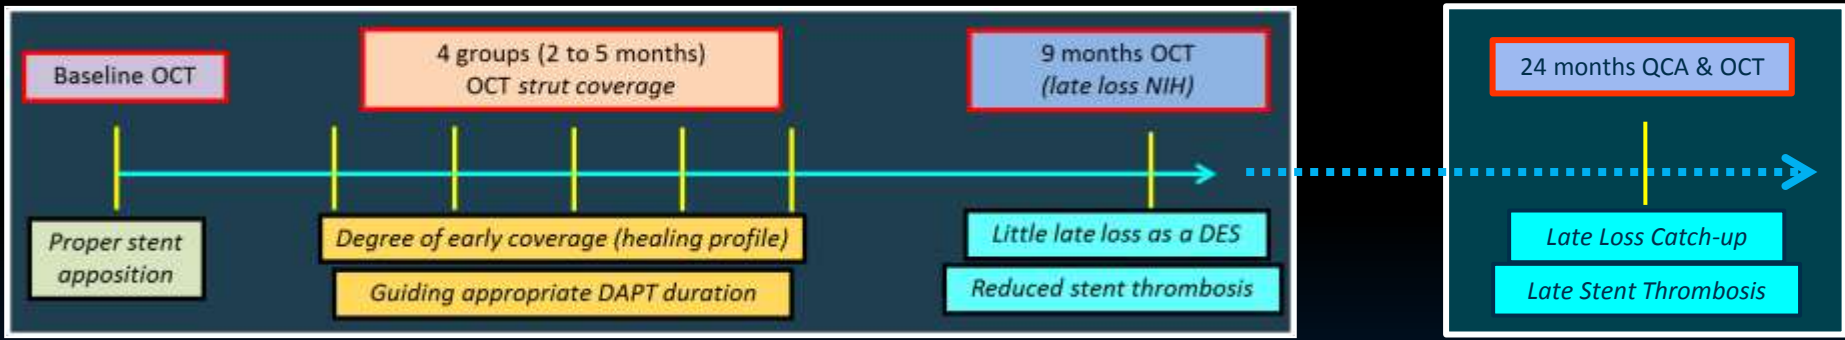 Baseline OCT
4 groups (2 to 5 months)
OCT strut coverage
9 months OCT
(late loss NIH)
24 months QCA & OCT
Proper stent
apposition
Degree of early coverage (healing profile)
Guiding appropriate DAPT duration
Little late loss as a DES
Reduced stent thrombosis
Late Loss Catch-up
Late Stent Thrombosis